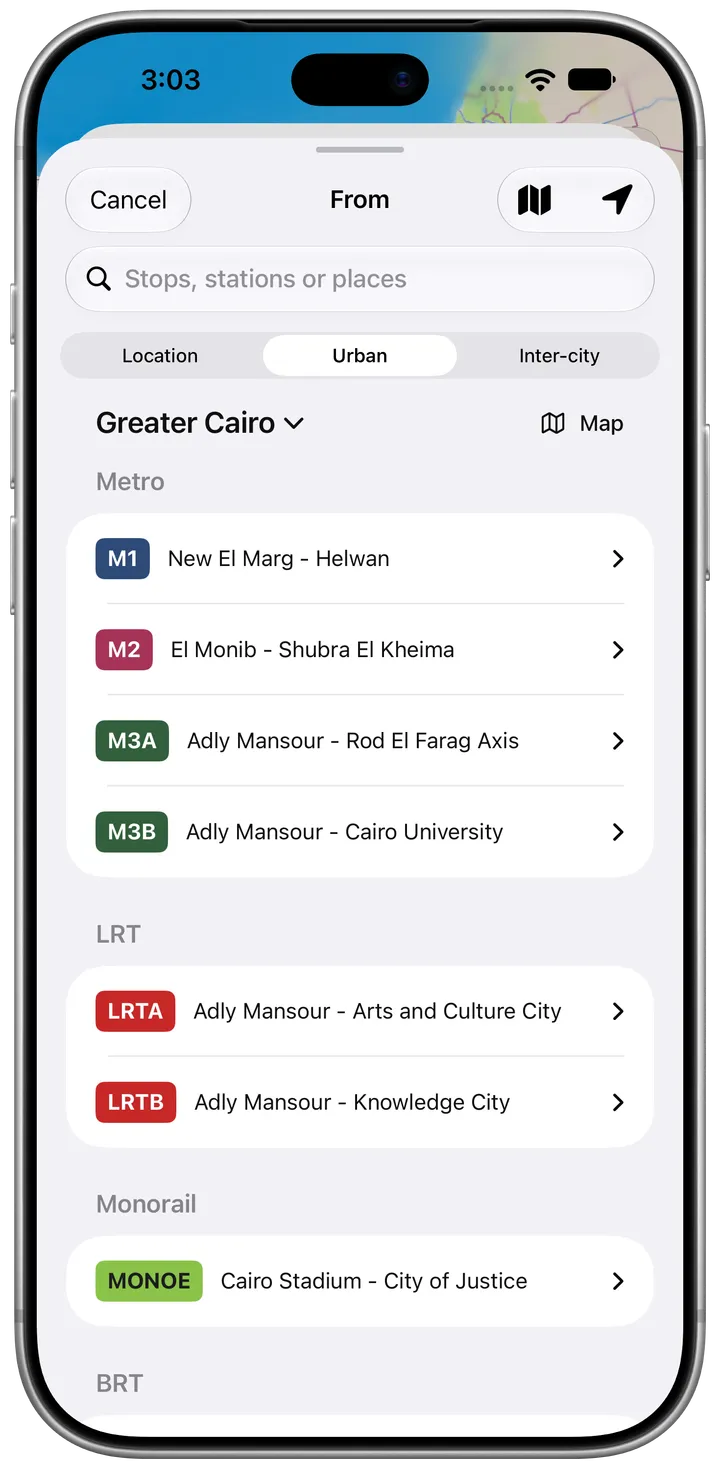 3:03
Cancel
From
Stops, stations or places
Location
Urban
Inter-city
Greater Cairo
Map
Metro
M1 New El Marg - Helwan
M2 El Monib - Shubra El Kheima
M3A Adly Mansour - Rod El Farag Axis
M3B Adly Mansour - Cairo University
LRT
LRTA Adly Mansour - Arts and Culture City
LRTB Adly Mansour - Knowledge City
Monorail
MONOE Cairo Stadium - City of Justice
BRT